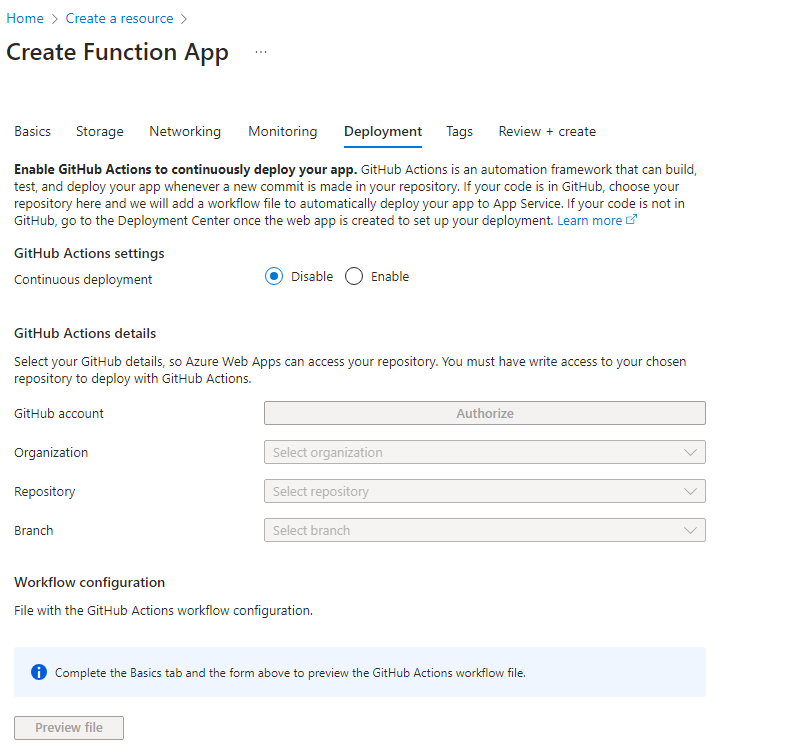 Home > Create a resource >
Create Function App ...
Basics Storage Networking Monitoring Deployment Tags Review + create
Enable GitHub Actions to continuously deploy your app. GitHub Actions is an automation framework that can build,
test, and deploy your app whenever a new commit is made in your repository. If your code is in GitHub, choose your
repository here and we will add a workflow file to automatically deploy your app to App Service. If your code is not in
GitHub, go to the Deployment Center once the web app is created to set up your deployment. Learn more
GitHub Actions settings
Continuous deployment Disable Enable
GitHub Actions details
Select your GitHub details, so Azure Web Apps can access your repository. You must have write access to your chosen
repository to deploy with GitHub Actions.
GitHub account Authorize
Organization Select organization
Repository Select repository
Branch Select branch
Workflow configuration
File with the GitHub Actions workflow configuration.
Complete the Basics tab and the form above to preview the GitHub Actions workflow file.
Preview file